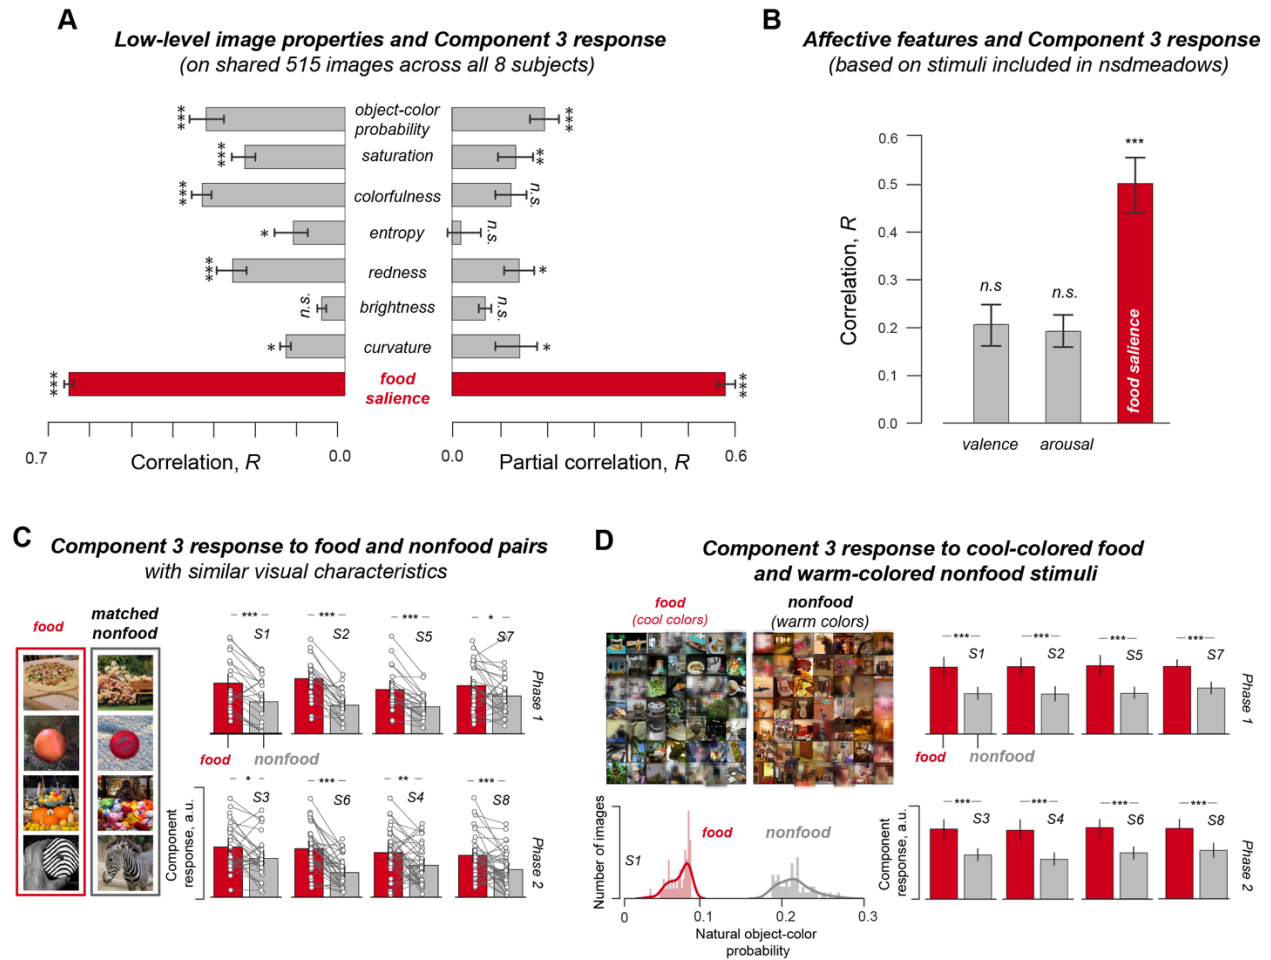 A
Low-level image properties and Component 3 response
(on shared 515 images across all 8 subjects)
***
object-color
probability
***
***
saturation
**
***
colorfulness
n.s.
*
entropy
n.s.
***
redness
*
n.s.
brightness
n.s.
*
curvature
*
***
food
salience
***
0.7
Correlation, R
0.0
0.0
Partial correlation, R
0.6
B
Affective features and Component 3 response
(based on stimuli included in nsdmeadows)
Correlation, R
0.6
0.5
0.4
0.3
0.2
0.1
0.0
n.s
n.s.
***
food salience
valence
arousal
C
Component 3 response to food and nonfood pairs
with similar visual characteristics
food
matched
nonfood
***
S1
***
S2
***
S5
*
S7
Phase 1
food
nonfood
*
S3
***
S6
**
S4
***
S8
Phase 2
Component
response, a.u.
D
Component 3 response to cool-colored food
and warm-colored nonfood stimuli
food
(cool colors)
nonfood
(warm colors)
***
S1
***
S2
***
S5
***
S7
Phase 1
food
nonfood
Number of images
S1
food
nonfood
0
0.1
0.2
0.3
Natural object-color
probability
***
S3
***
S4
***
S6
***
S8
Phase 2
Component
response, a.u.